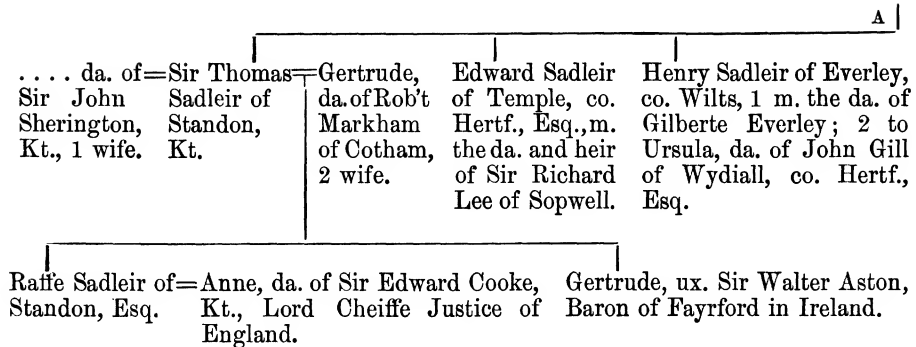 A
. . . . da. of=
Sir John
Sherington,
Kt., 1 wife.
Sir Thomas=
Sadleir of
Standon,
Kt.
Gertrude,
da. of Rob't
Markham
of Cotham,
2 wife.
Edward Sadleir
of Temple, co.
Hertf., Esq., m.
the da. and heir
of Sir Richard
Lee of Sopwell.
Henry Sadleir of Everley,
co. Wilts, 1 m. the da. of
Gilberte Everley; 2 to
Ursula, da. of John Gill
of Wydiall, co. Hertf.,
Esq.
Raffe Sadleir of=
Standon, Esq.
Anne, da. of Sir Edward Cooke,
Kt., Lord Cheiffe Justice of
England.
Gertrude, ux. Sir Walter Aston,
Baron of Fayrford in Ireland.